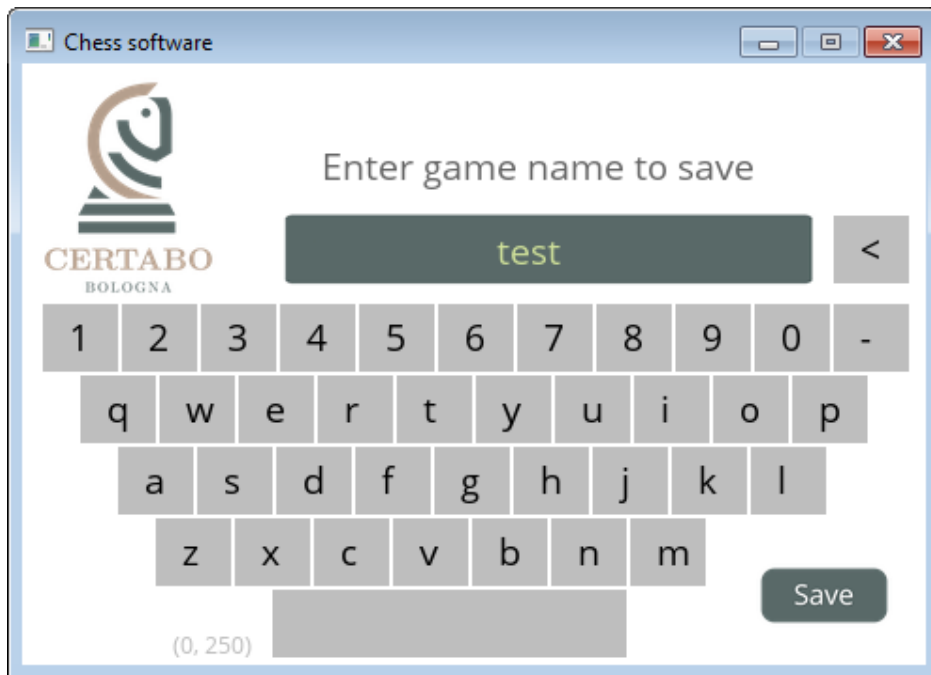 Chess software
Enter game name to save
CERTABO
BOLOGNA
test
<
1 2 3 4 5 6 7 8 9 0 -
q w e r t y u i o p
a s d f g h j k l
z x c v b n m
Save
(0, 250)